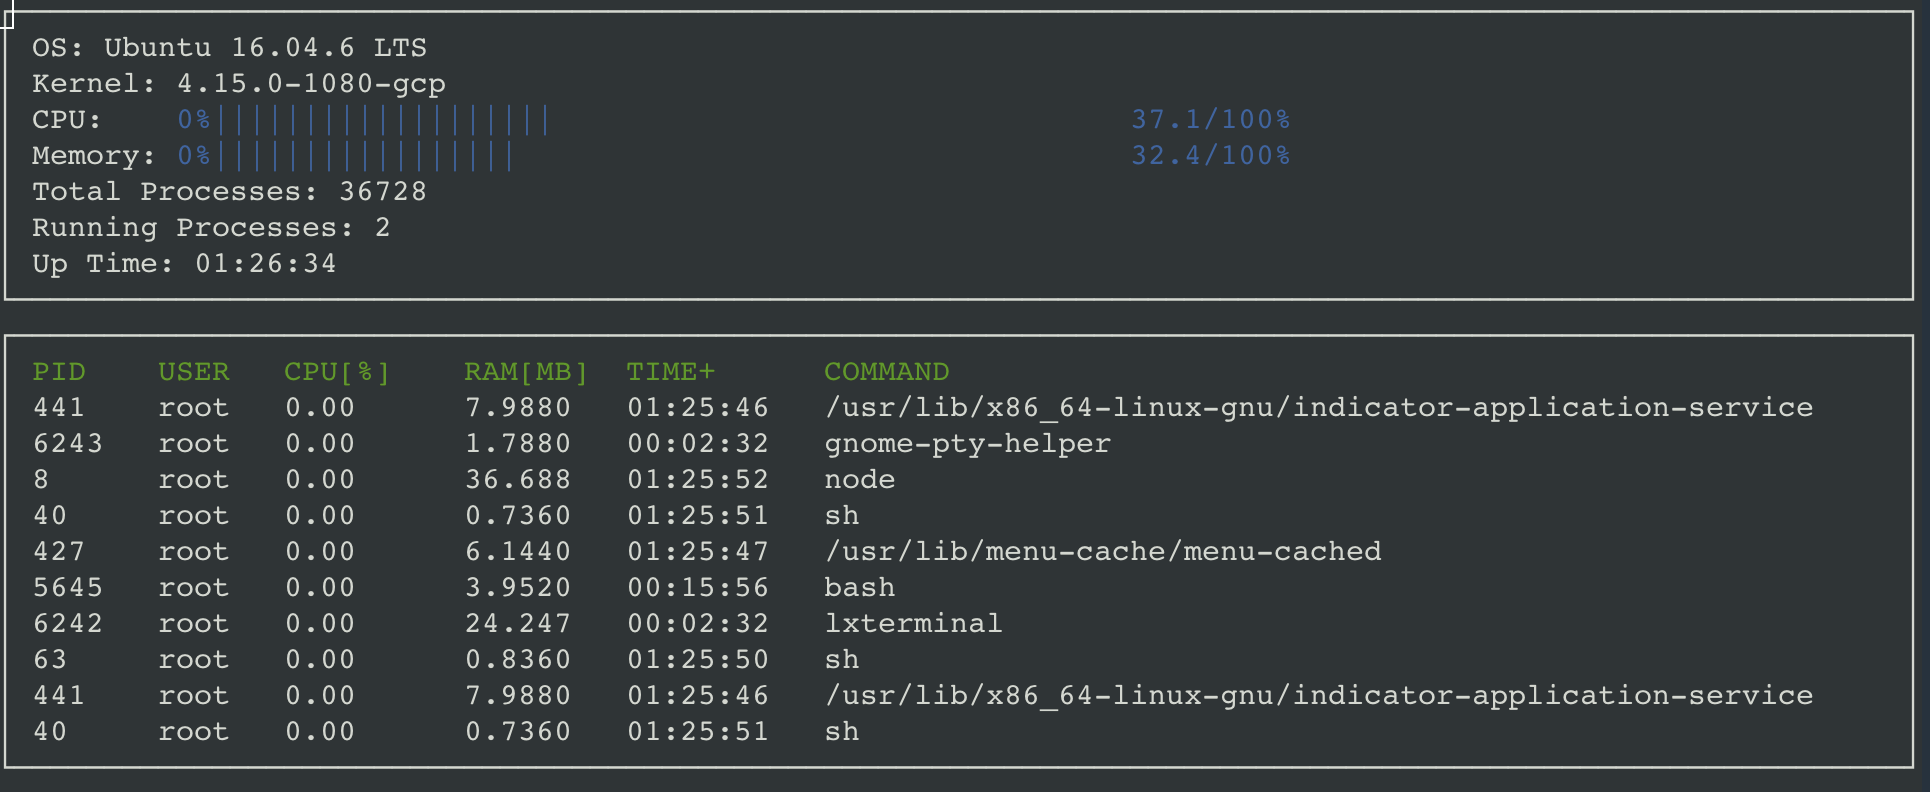 OS: Ubuntu 16.04.6 LTS
Kernel: 4.15.0-1080-gcp
CPU: 0%||||||||||||||||||| 37.1/100%
Memory: 0%||||||||||||||||| 32.4/100%
Total Processes: 36728
Running Processes: 2
Up Time: 01:26:34
PID USER CPU[%] RAM[MB] TIME+ COMMAND
441 root 0.00 7.9880 01:25:46 /usr/lib/x86_64-linux-gnu/indicator-application-service
6243 root 0.00 1.7880 00:02:32 gnome-pty-helper
8 root 0.00 36.688 01:25:52 node
40 root 0.00 0.7360 01:25:51 sh
427 root 0.00 6.1440 01:25:47 /usr/lib/menu-cache/menu-cached
5645 root 0.00 3.9520 00:15:56 bash
6242 root 0.00 24.247 00:02:32 lxterminal
63 root 0.00 0.8360 01:25:50 sh
441 root 0.00 7.9880 01:25:46 /usr/lib/x86_64-linux-gnu/indicator-application-service
40 root 0.00 0.7360 01:25:51 sh